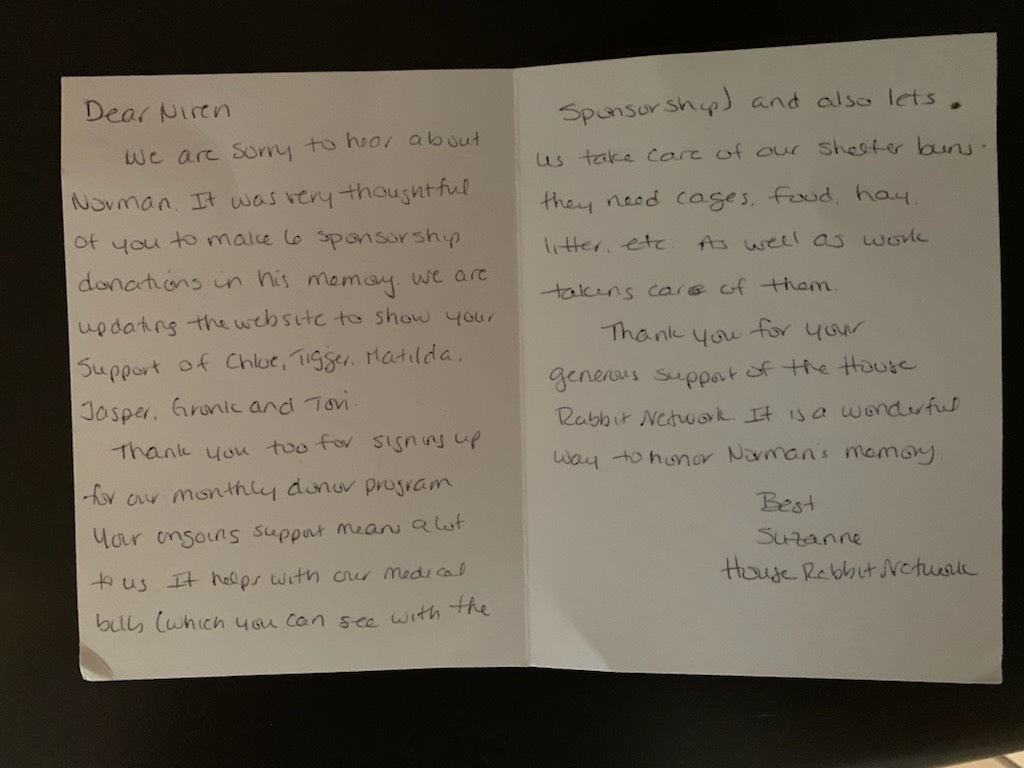 Dear Niren
We are sorry to hear about
Norman. It was very thoughtful
of you to make 6 sponsorship
donations in his memory. We are
updating the website to show your
Support of Chloe, Tigger, Matilda,
Jasper, Gronk and Tori.
Thank you too for signing up
for our monthly donor program
Your ongoing support means a lot
to us. It helps with our medical
bills (which you can see with the
Sponsorship) and also lets
us take care of our shelter buns.
they need cages, food, hay,
litter, etc. As well as work
taking care of them.
Thank you for your
generous support of the House
Rabbit Network. It is a wonderful
way to honor Norman's memory.
Best
Suzanne
House Rabbit Network